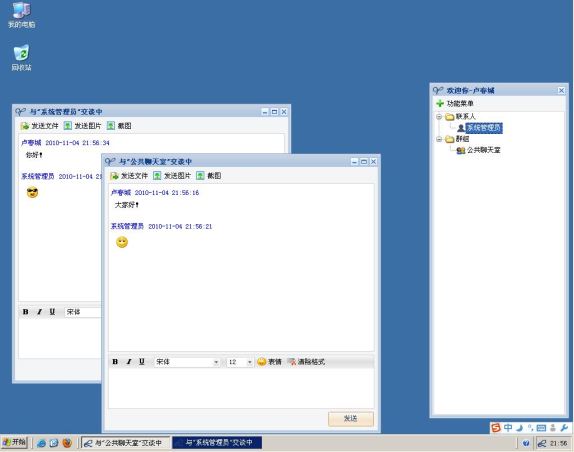 我的电脑
回收站
与"系统管理员"交谈中
发送文件 发送图片 截图
卢春城 2010-11-04 21:56:34
你好!
系统管理员 2010-11-04 21
B I U 宋体
与"公共聊天室"交谈中
发送文件 发送图片 截图
卢春城 2010-11-04 21:56:16
大家好!
系统管理员 2010-11-04 21:56:21
B I U 宋体 12 表情 清除格式
发送
欢迎你-卢春城
功能菜单
联系人
系统管理员
群组
公共聊天室
S 中
开始 与"公共聊天室"交谈中 与"系统管理员"交谈中 21:56